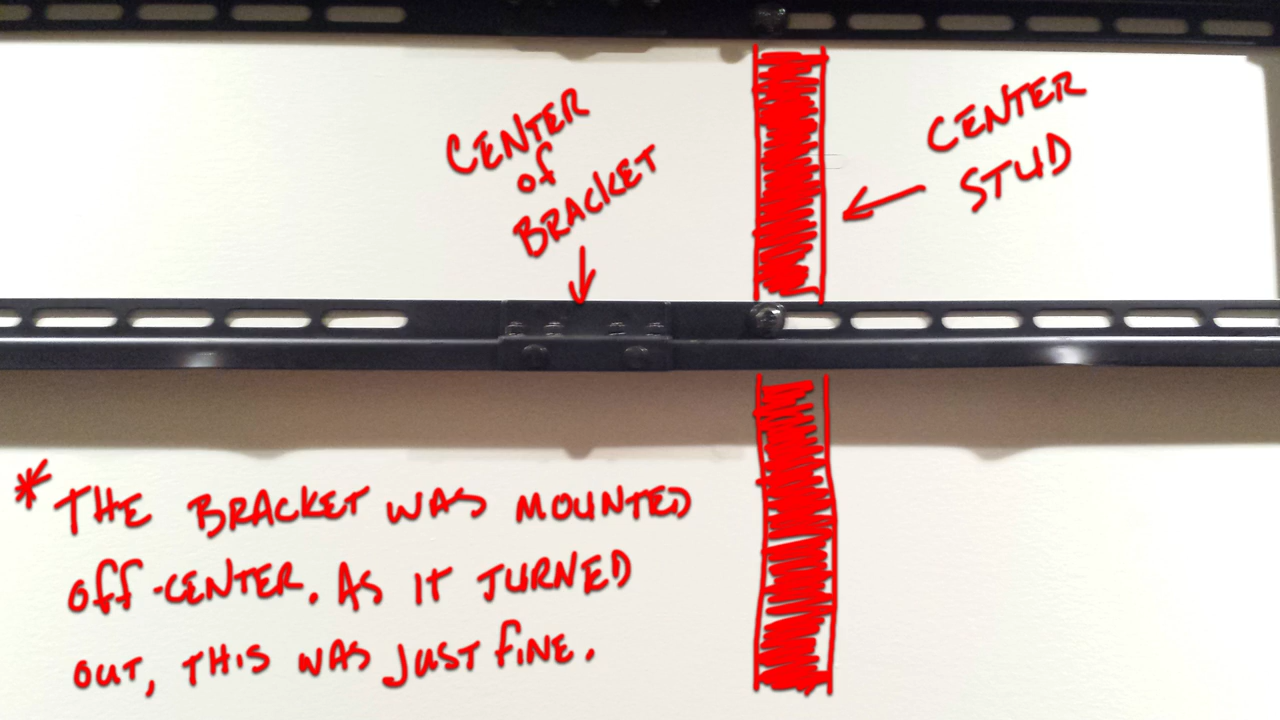 CENTER
of
BRACKET
CENTER
STUD
* THE BRACKET WAS MOUNTED
Off-CENTER. AS IT TURNED
OUT, THIS WAS JUST fINE.